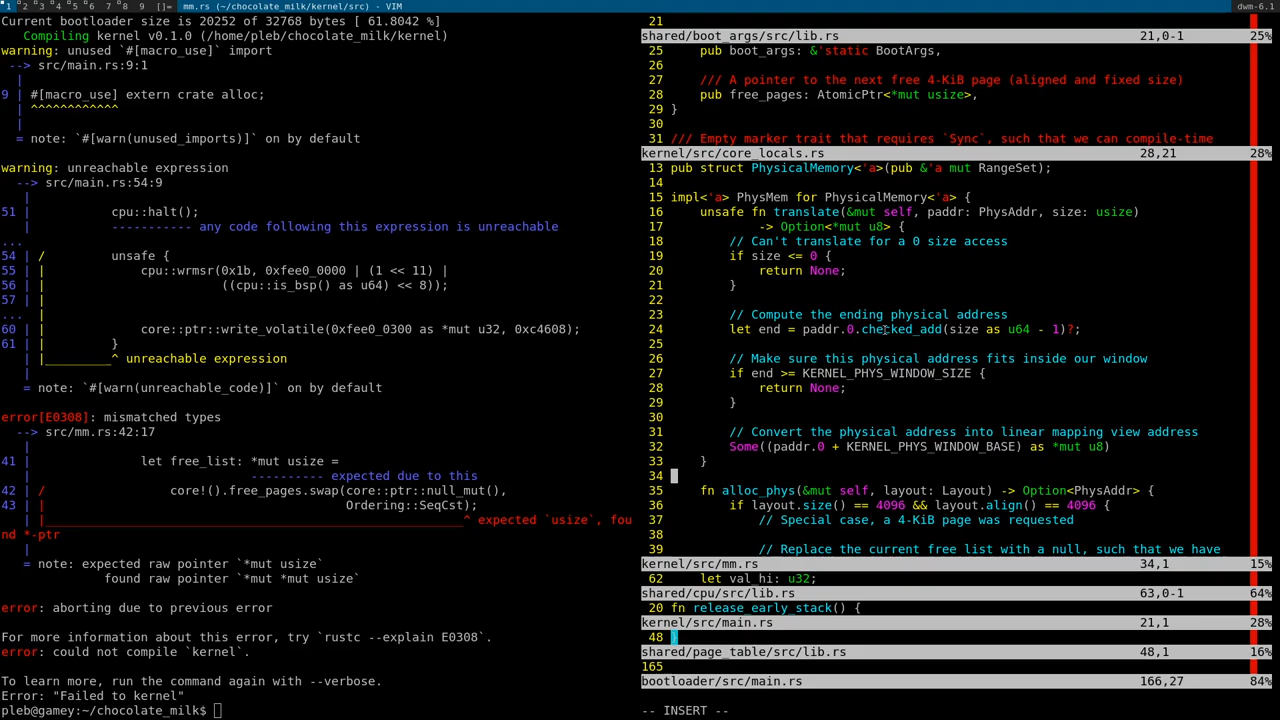 1 2 3 4 5 6 7 8 9 []= mm.rs (~/chocolate_milk/kernel/src) - VIM dwm-6.1
Current bootloader size is 20252 of 32768 bytes [ 61.8042 %]
   Compiling kernel v0.1.0 (/home/pleb/chocolate_milk/kernel)
warning: unused `#[macro_use]` import
 --> src/main.rs:9:1
  |
9 | #[macro_use] extern crate alloc;
  | ^^^^^^^^^^^^
  |
  = note: `#[warn(unused_imports)]` on by default

warning: unreachable expression
  --> src/main.rs:54:9
   |
51 |         cpu::halt();
   |         ----------- any code following this expression is unreachable
...
54 | /         unsafe {
55 | |             cpu::wrmsr(0x1b, 0xfee0_0000 | (1 << 11) |
56 | |                        ((cpu::is_bsp() as u64) << 8));
57 | |
... |
60 | |             core::ptr::write_volatile(0xfee0_0300 as *mut u32, 0xc4608);
61 | |         }
   | |_________^ unreachable expression
   |
   = note: `#[warn(unreachable_code)]` on by default

error[E0308]: mismatched types
  --> src/mm.rs:42:17
   |
41 |               let free_list: *mut usize =
   |                              ---------- expected due to this
42 | /                 core!().free_pages.swap(core::ptr::null_mut(),
43 | |                                         Ordering::SeqCst);
   | |_________________________________________________________^ expected `usize`, fou
nd *-ptr
   |
   = note: expected raw pointer `*mut usize`
              found raw pointer `*mut *mut usize`

error: aborting due to previous error

For more information about this error, try `rustc --explain E0308`.
error: could not compile `kernel`.

To learn more, run the command again with --verbose.
Error: "Failed to kernel"
pleb@gamey:~/chocolate_milk$
21
shared/boot_args/src/lib.rs 21,0-1 25%
25     pub boot_args: &'static BootArgs,
26
27     /// A pointer to the next free 4-KiB page (aligned and fixed size)
28     pub free_pages: AtomicPtr<*mut usize>,
29 }
30
31 /// Empty marker trait that requires `Sync`, such that we can compile-time
kernel/src/core_locals.rs 28,21 28%
13 pub struct PhysicalMemory<'a>(pub &'a mut RangeSet);
14
15 impl<'a> PhysMem for PhysicalMemory<'a> {
16     unsafe fn translate(&mut self, paddr: PhysAddr, size: usize)
17             -> Option<*mut u8> {
18         // Can't translate for a 0 size access
19         if size <= 0 {
20             return None;
21         }
22
23         // Compute the ending physical address
24         let end = paddr.0.checked_add(size as u64 - 1)?;
25
26         // Make sure this physical address fits inside our window
27         if end >= KERNEL_PHYS_WINDOW_SIZE {
28             return None;
29         }
30
31         // Convert the physical address into linear mapping view address
32         Some((paddr.0 + KERNEL_PHYS_WINDOW_BASE) as *mut u8)
33     }
34
35     fn alloc_phys(&mut self, layout: Layout) -> Option<PhysAddr> {
36         if layout.size() == 4096 && layout.align() == 4096 {
37             // Special case, a 4-KiB page was requested
38
39             // Replace the current free list with a null, such that we have
kernel/src/mm.rs 34,1 15%
62     let val_hi: u32;
shared/cpu/src/lib.rs 63,0-1 64%
20 fn release_early_stack() {
kernel/src/main.rs 21,1 28%
48 }
shared/page_table/src/lib.rs 48,1 16%
165
bootloader/src/main.rs 166,27 84%
-- INSERT --